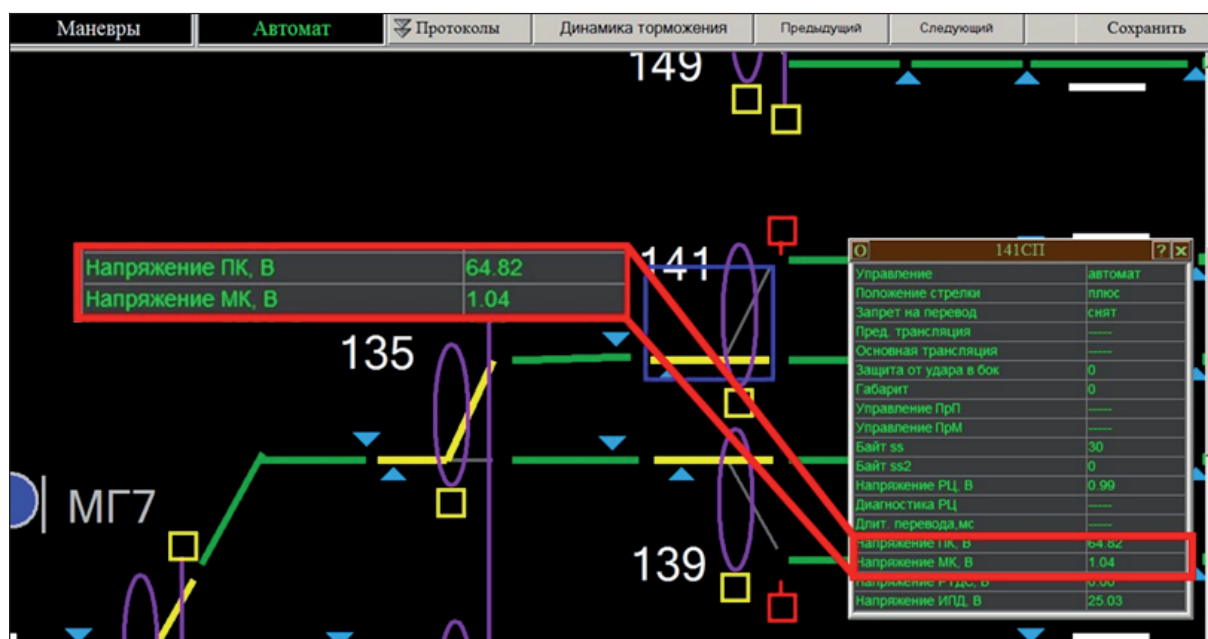 Маневры Автомат Протоколы Динамика торможения Предыдущий Следующий Сохранить
149
Напряжение ПК, В 64.82
Напряжение МК, В 1.04
141
135
МГ7
139
О 141СП ? x
Управление автомат
Положение стрелки плюс
Запрет на перевод снят
Пред. трансляция -----
Основная трансляция -----
Защита от удара в бок 0
Габарит 0
Управление ПрП -----
Управление ПрМ -----
Байт ss 30
Байт ss2 0
Напряжение РЦ, В 0.99
Диагностика РЦ -----
Длит. перевода,мс -----
Напряжение ПК, В 64.82
Напряжение МК, В 1.04
Напряжение РТДС, В 0.00
Напряжение ИПД, В 25.03